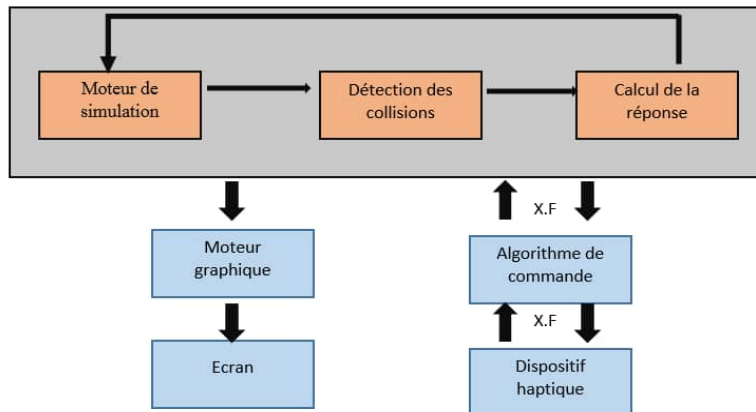 Moteur de
simulation
Détection des
collisions
Calcul de la
réponse
X.F
Moteur
graphique
Algorithme de
commande
X.F
Ecran
Dispositif
haptique